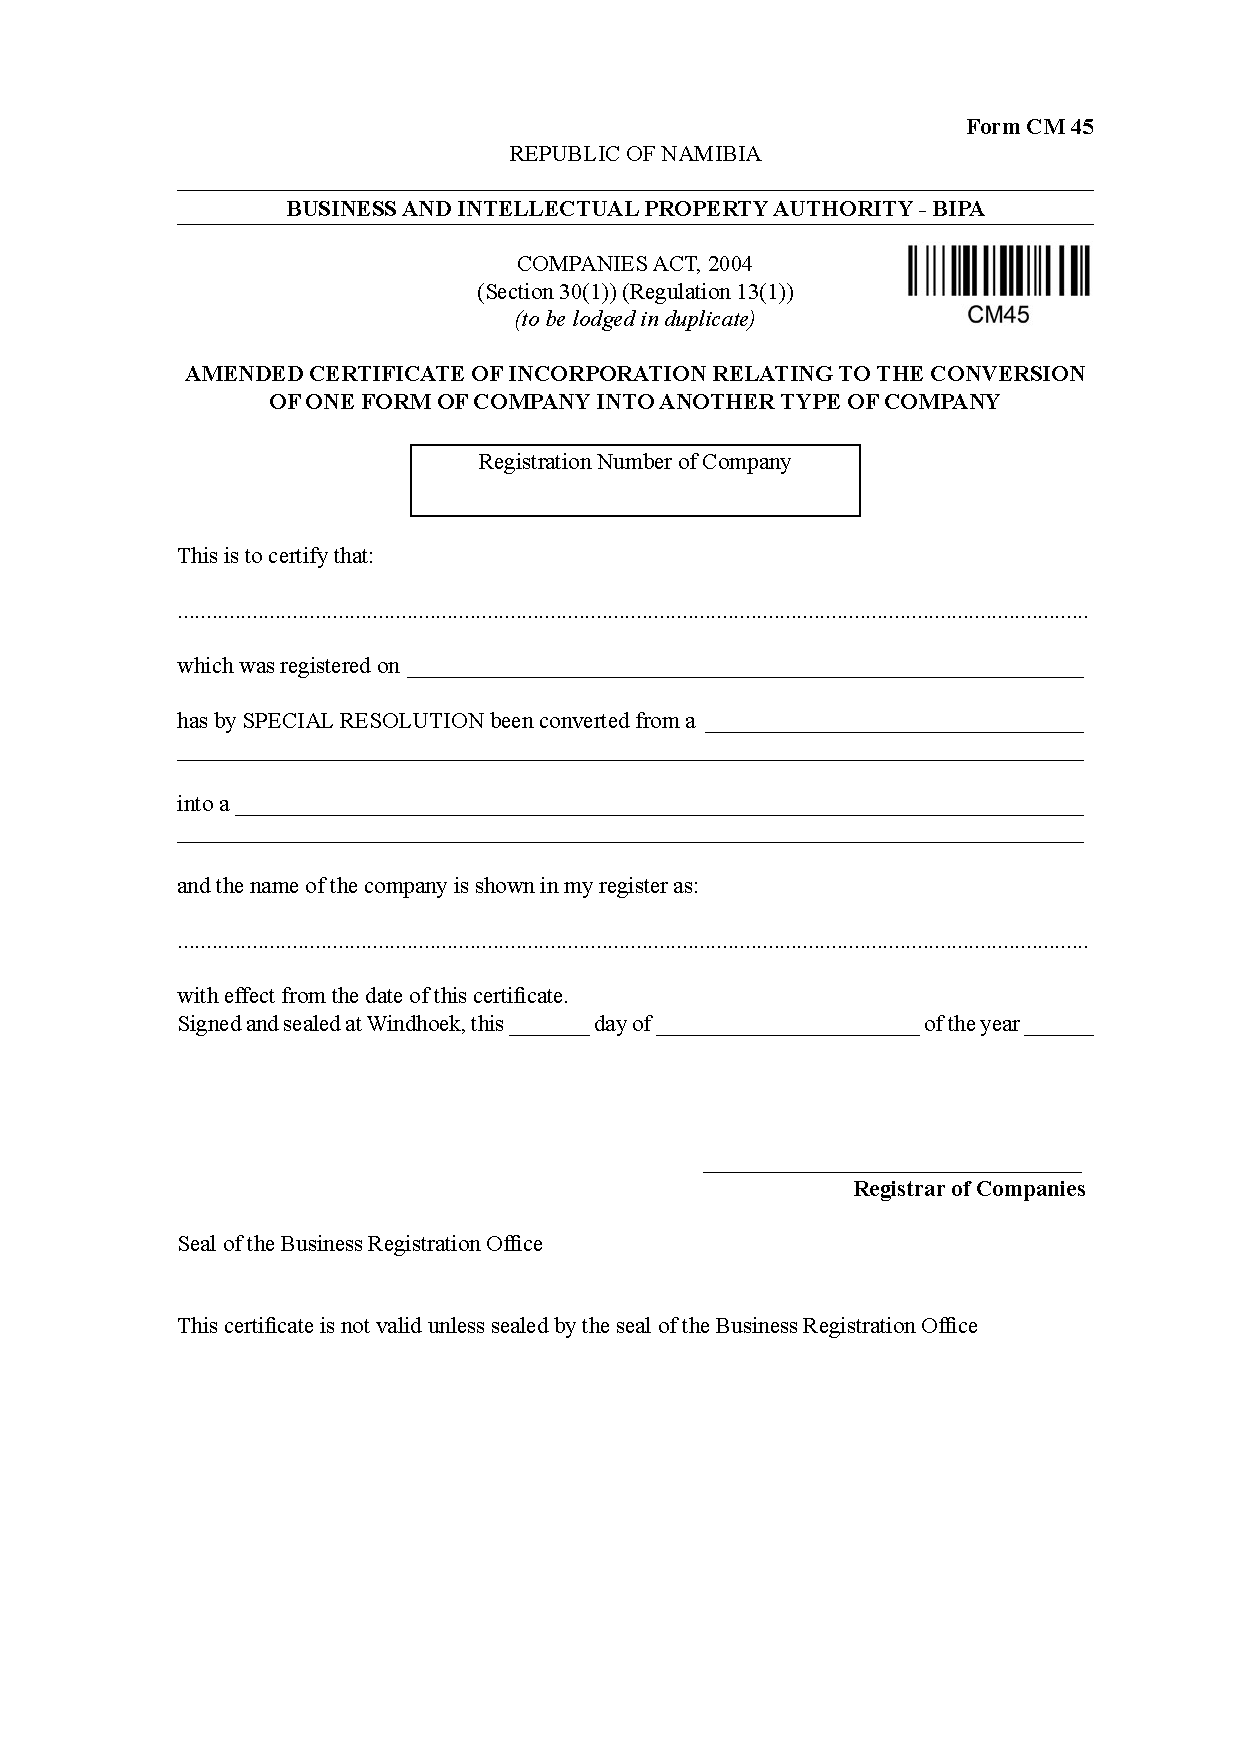 Form CM 45
REPUBLIC OF NAMIBIA
BUSINESS AND INTELLECTUAL PROPERTY AUTHORITY - BIPA
COMPANIES ACT, 2004
(Section 30(1)) (Regulation 13(1))
(to be lodged in duplicate)
CM45
AMENDED CERTIFICATE OF INCORPORATION RELATING TO THE CONVERSION
OF ONE FORM OF COMPANY INTO ANOTHER TYPE OF COMPANY
Registration Number of Company
This is to certify that:
which was registered on
has by SPECIAL RESOLUTION been converted from a
into a
and the name of the company is shown in my register as:
with effect from the date of this certificate.
Signed and sealed at Windhoek, this _______ day of _______________________ of the year ______
Registrar of Companies
Seal of the Business Registration Office
This certificate is not valid unless sealed by the seal of the Business Registration Office